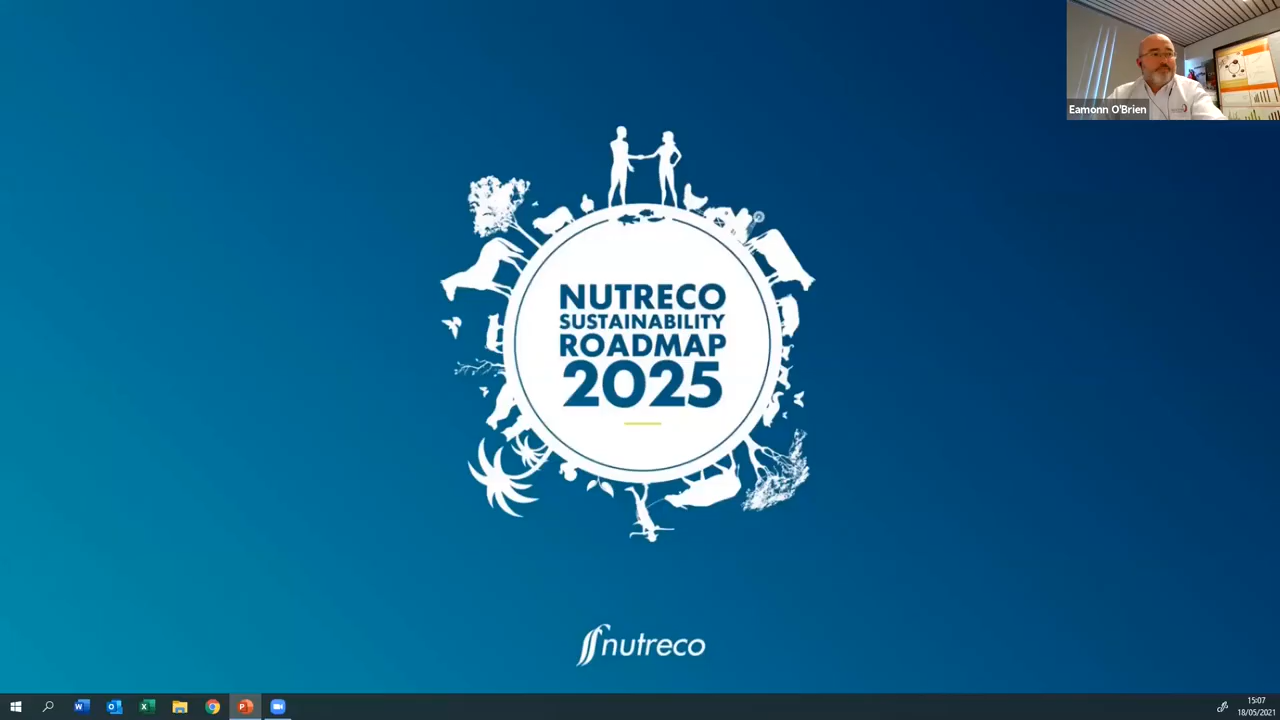 Eamonn O'Brien
NUTRECO
SUSTAINABILITY
ROADMAP
2025
nutreco
15:07
18/05/2021